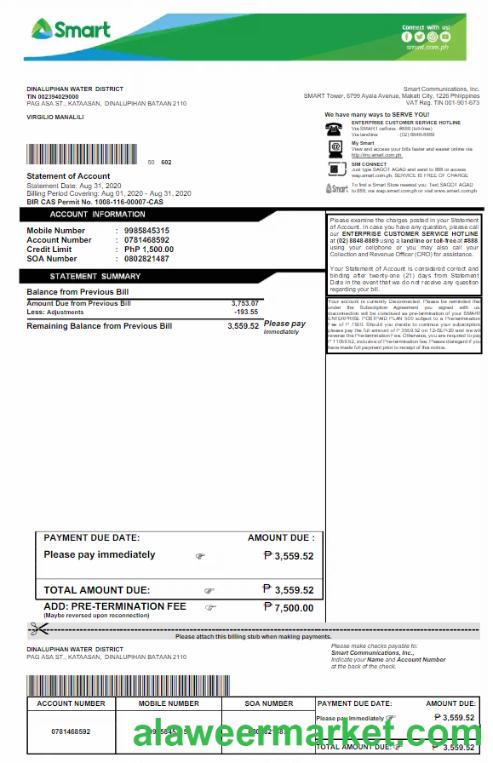 Smart
Connect with us!
smart.com.ph
DINALUPIHAN WATER DISTRICT
TIN 002394029000
PAG ASA ST., KATAASAN, DINALUPIHAN BATAAN 2110
VIRGILIO MANALILI
Smart Communications, Inc.
SMART Tower, 6799 Ayala Avenue, Makati City, 1226 Philippines
VAT Reg. TIN 001-901-673
We have many ways to SERVE YOU!
ENTERPRISE CUSTOMER SERVICE HOTLINE
Via SMART cellular: #888 (toll-free)
Via landline : (02) 8848-8889
My Smart
View and access your bills faster and easier online via
SIM CONNECT
Just type SAGOT AGAD and send to 888 or access
wap.smart.com.ph. SERVICE IS FREE OF CHARGE
Smart
To find a Smart Store nearest you, Text SAGOT AGAD
to 888, via wap.smart.com.ph or visit www.smart.com.ph
50 602
Statement of Account
Statement Date: Aug 31, 2020
Billing Period Covering: Aug 01, 2020 - Aug 31, 2020
BIR CAS Permit No. 1008-116-00007-CAS
ACCOUNT INFORMATION
Mobile Number : 9985845315
Account Number : 0781468592
Credit Limit : PhP 1,500.00
SOA Number : 0802821487
Please examine the charges posted in your Statement
of Account. In case you have any question, please call
our ENTERPRISE CUSTOMER SERVICE HOTLINE
at (02) 8848-8889 using a landline or toll-free at #888
using your cellphone or you may also call your
Collection and Revenue Officer (CRO) for assistance.
Your Statement of Account is considered correct and
binding after twenty-one (21) days from Statement
Date in the event that we do not receive any question
regarding your bill.
STATEMENT SUMMARY
Balance from Previous Bill
Amount Due from Previous Bill 3,753.07
Less: Adjustments -193.55
Remaining Balance from Previous Bill 3,559.52 Please pay
immediately
Your account is currently Disconnected. Please be reminded that
under the Subscription Agreement you signed with us,
disconnection will be construed as pre-termination of your SMART
ENTERPRISE POSTPAID PLAN 500 subject to a Pre-termination
Fee of P 7500. Should you decide to continue your subscription,
please pay the full amount of P 3559.52 on 12-SEP-20 and we will
reverse the Pre-termination Fee. Otherwise, you are required to pay
P 11059.52, inclusive of Pre-termination fee. Please disregard if you
have made full payment prior to receipt of this notice.
PAYMENT DUE DATE: AMOUNT DUE :
Please pay immediately ₱ 3,559.52
TOTAL AMOUNT DUE: ₱ 3,559.52
ADD: PRE-TERMINATION FEE ₱ 7,500.00
(Maybe reversed upon reconnection)
Please attach this billing stub when making payments.
DINALUPIHAN WATER DISTRICT
PAG ASA ST., KATAASAN, DINALUPIHAN BATAAN 2110
Please make checks payable to:
Smart Communications, Inc.,
Indicate your Name and Account Number
at the back of the check.
ACCOUNT NUMBER MOBILE NUMBER SOA NUMBER PAYMENT DUE DATE: AMOUNT DUE:
Please pay immediately ₱ 3,559.52
0781468592
TOTAL AMOUNT DUE: ₱ 3,559.52
alaweermarket.com